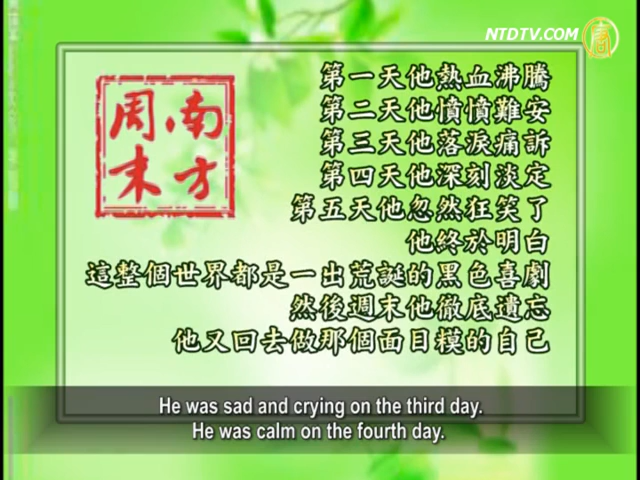 NTDTV.COM
南方
周末
第一天他熱血沸騰
第二天他憤憤難安
第三天他落淚痛訴
第四天他深刻淡定
第五天他忽然狂笑了
他終於明白
這整個世界都是一出荒誕的黑色喜劇
然後週末他徹底遺忘
他又回去做那個面目糢的自己
He was sad and crying on the third day.
He was calm on the fourth day.